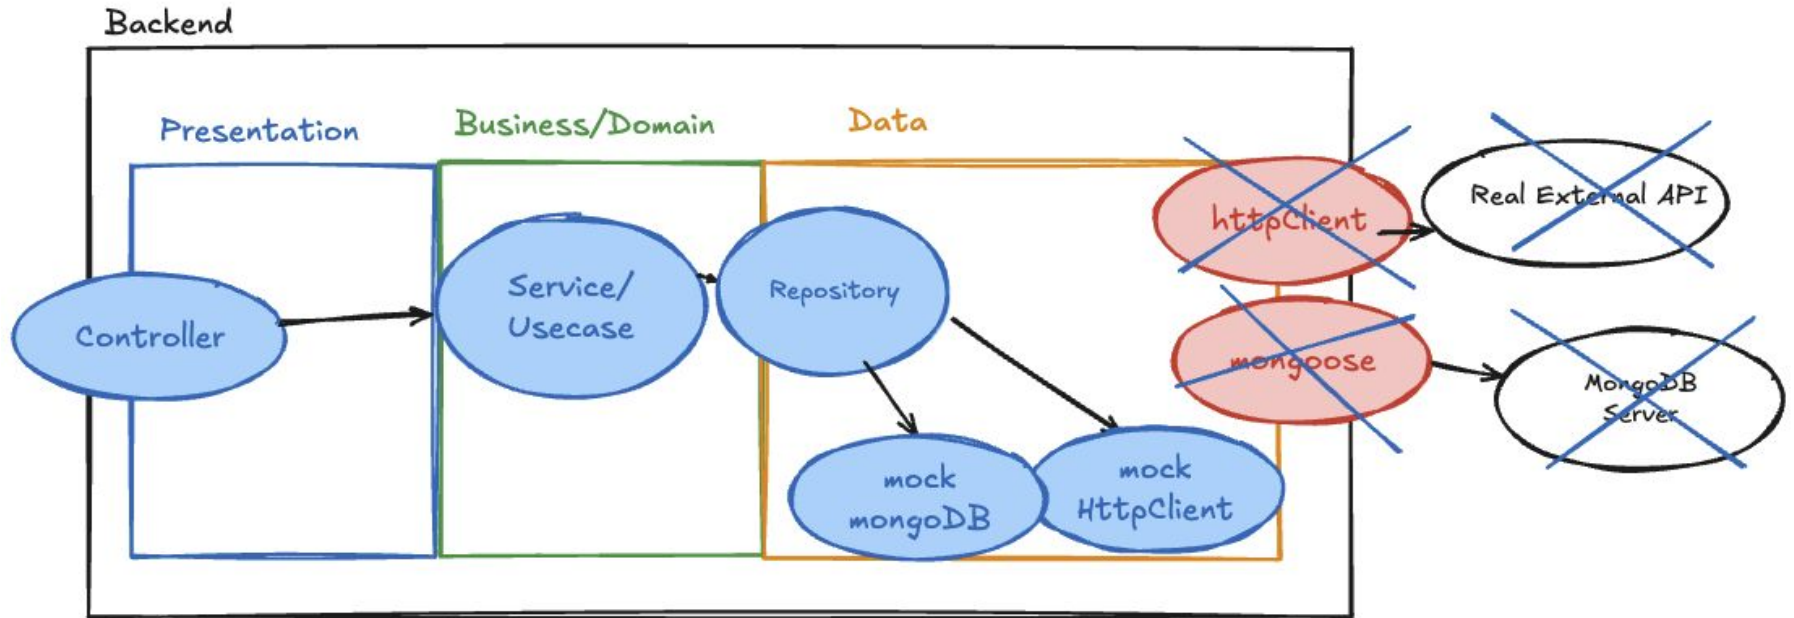 Backend
Presentation
Business/Domain
Data
Controller
Service/
Usecase
Repository
httpClient
Real External API
mongoose
MongoDB
Server
mock
mongoDB
mock
HttpClient